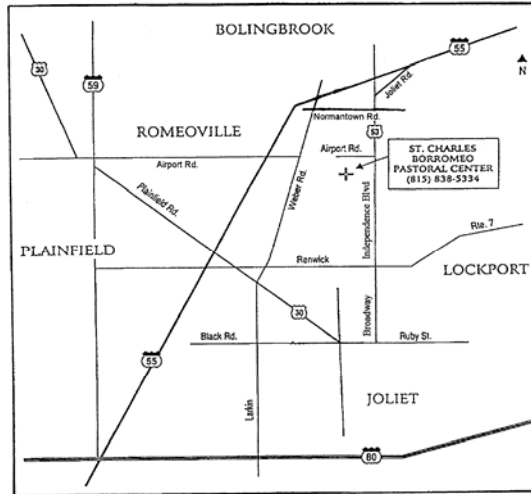 BOLINGBROOK
55
30
59
N
Joliet Rd.
Normantown Rd.
53
ROMEOVILLE
Airport Rd.
Airport Rd.
ST. CHARLES
BORROMEO
PASTORAL CENTER
(815) 838-5334
Weber Rd.
Plainfield Rd.
Independence Blvd
Rte. 7
PLAINFIELD
Renwick
LOCKPORT
30
Broadway
Black Rd.
Ruby St.
55
Larkin
JOLIET
80